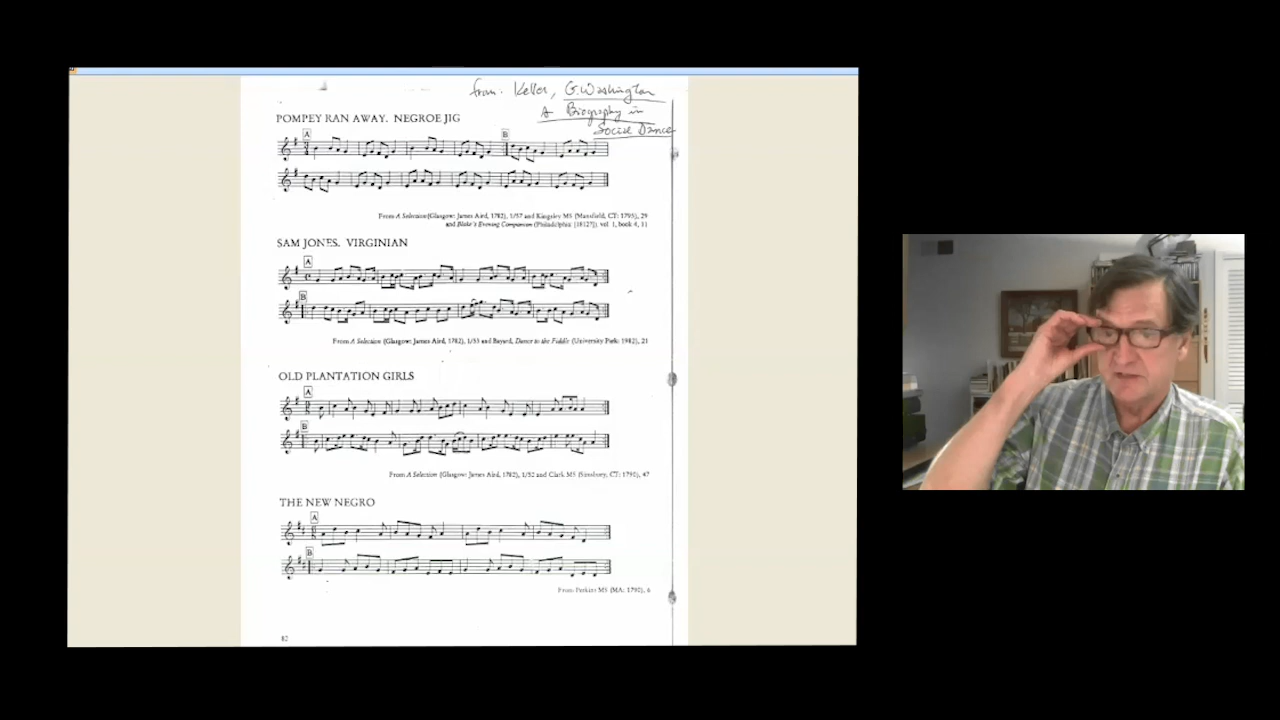 from: Keller, G. Washington
A Biography in
Social Dance
POMPEY RAN AWAY. NEGROE JIG
A
B
From A Selection (Glasgow: James Aird, 1782), 1/57 and Kingsley MS (Mansfield, CT: 1795), 29
and Blake's Evening Companion (Philadelphia: [1812?]), vol. 1, book 4, 11
SAM JONES. VIRGINIAN
A
B
From A Selection (Glasgow: James Aird, 1782), 1/53 and Bayard, Dance to the Fiddle (University Park: 1982), 21
OLD PLANTATION GIRLS
A
B
From A Selection (Glasgow: James Aird, 1782), 1/52 and Clark MS (Simsbury, CT: 1790), 47
THE NEW NEGRO
A
B
From Perkins MS (MA: 1790), 6
82